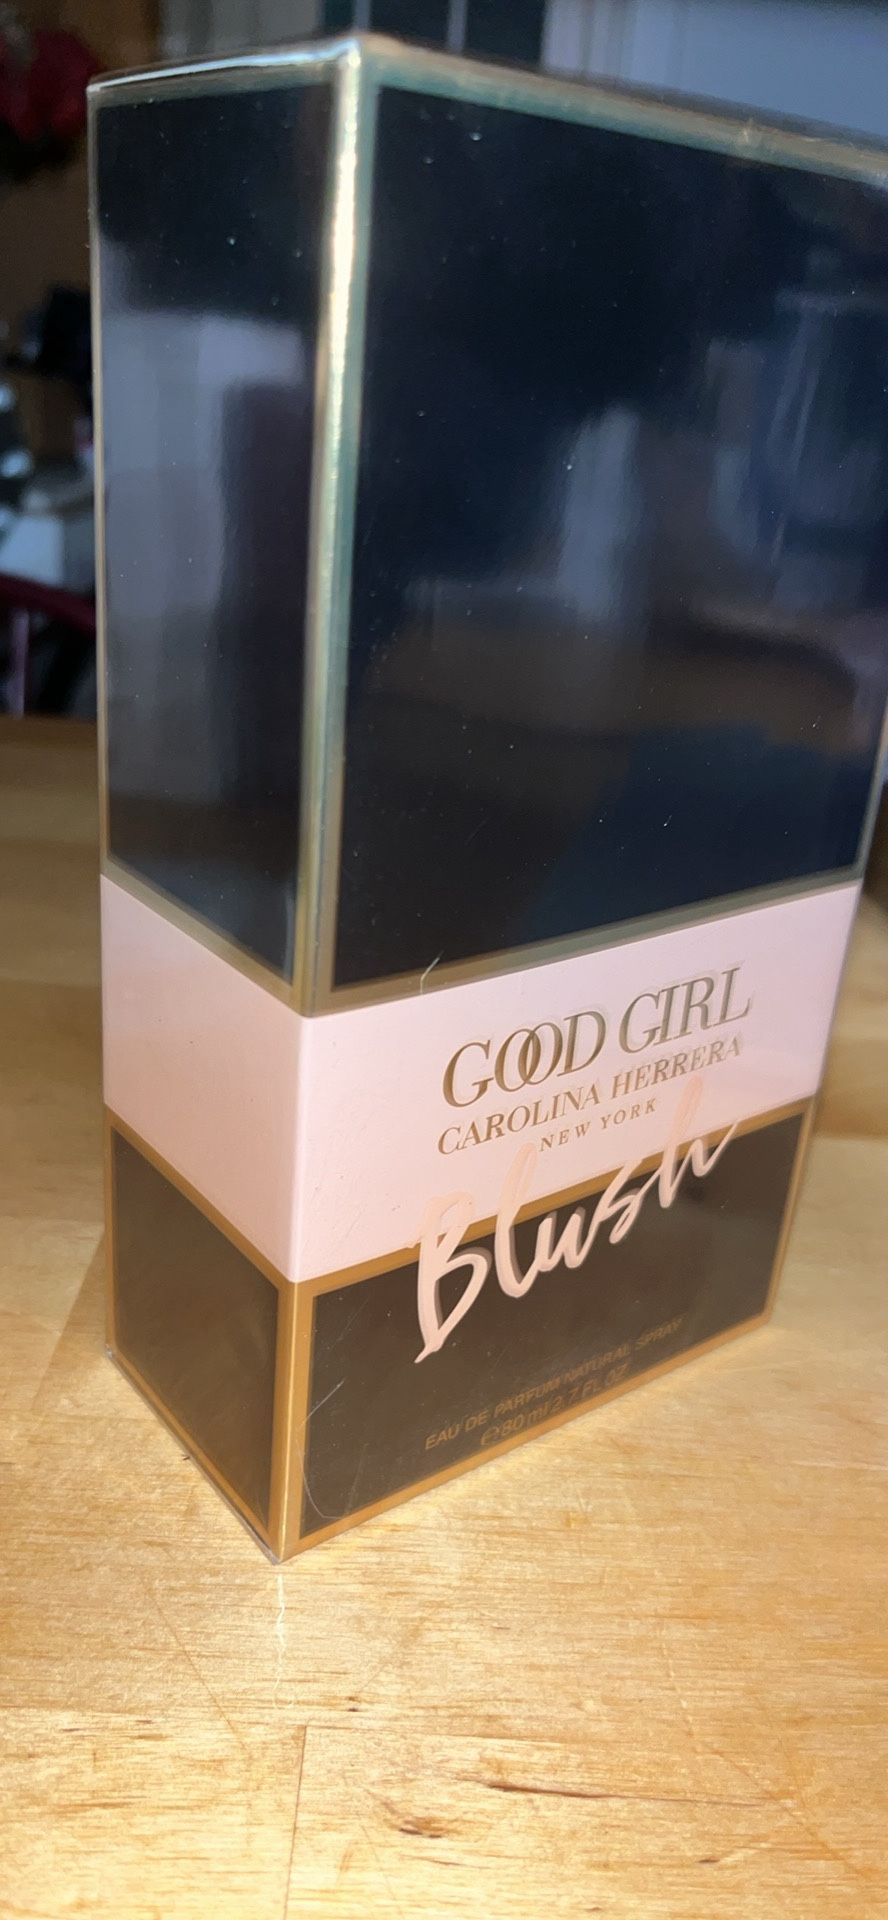 GOOD GIRL
CAROLINA HERRERA
NEW YORK
Blush
EAU DE PARFUM NATURAL SPRAY
℮80 ml/2.7 FL OZ